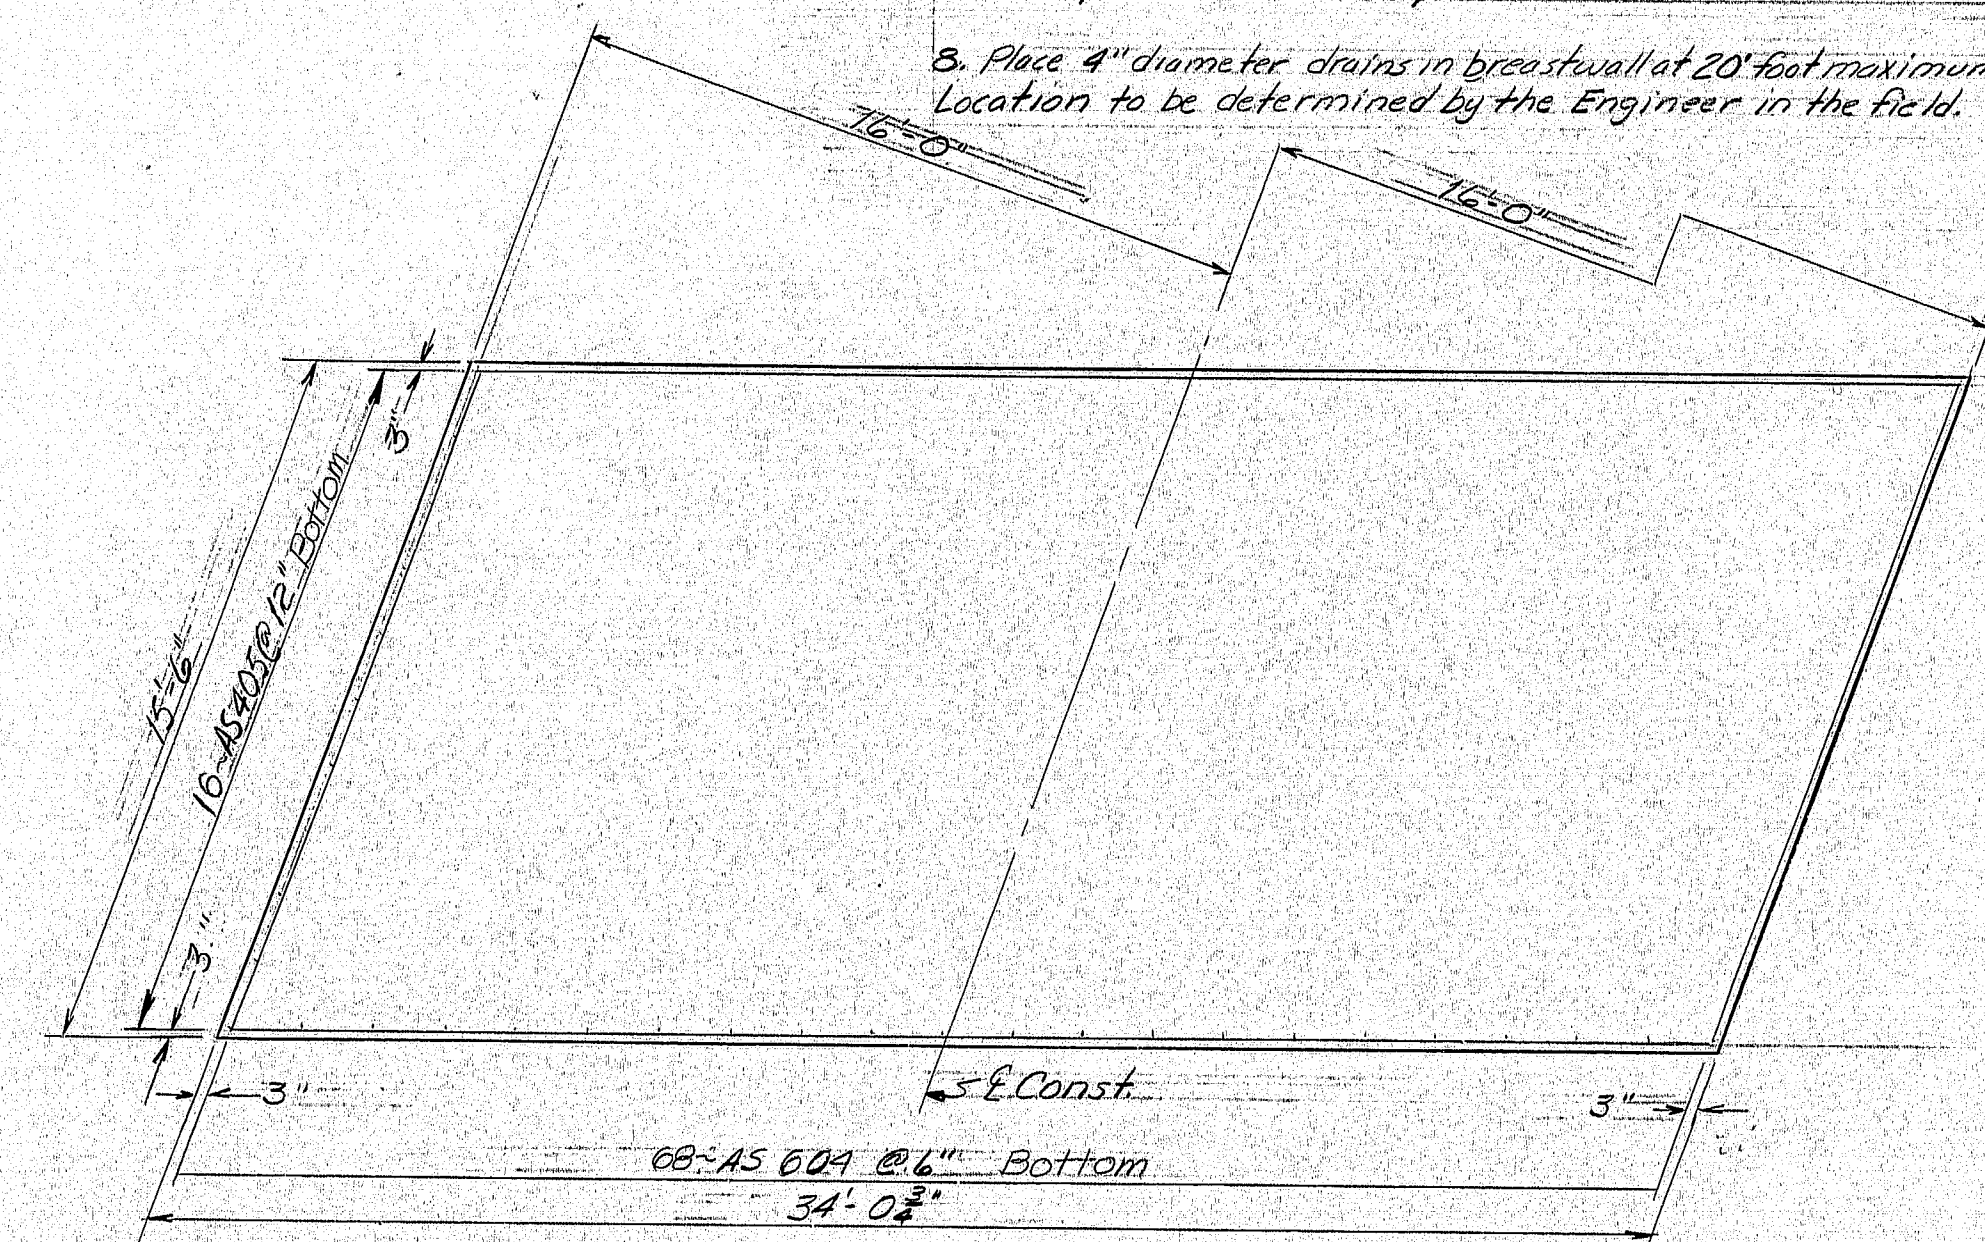 8. Place 4" diameter drains in breastwall at 20' foot maximum
Location to be determined by the Engineer in the field.
16'-0"
16'-0"
3"
15'-6"
16~AS405@12" Bottom
3"
3"
℄ Const.
3"
68~AS 604 @6" Bottom
34'-0 3/4"